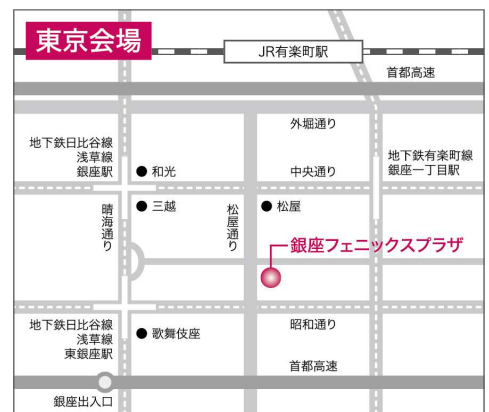 東京会場
JR有楽町駅
首都高速
外堀通り
地下鉄日比谷線
浅草線
銀座駅
和光
中央通り
地下鉄有楽町線
銀座一丁目駅
晴海通り
三越
松屋通り
松屋
銀座フェニックスプラザ
地下鉄日比谷線
浅草線
東銀座駅
歌舞伎座
昭和通り
首都高速
銀座出入口